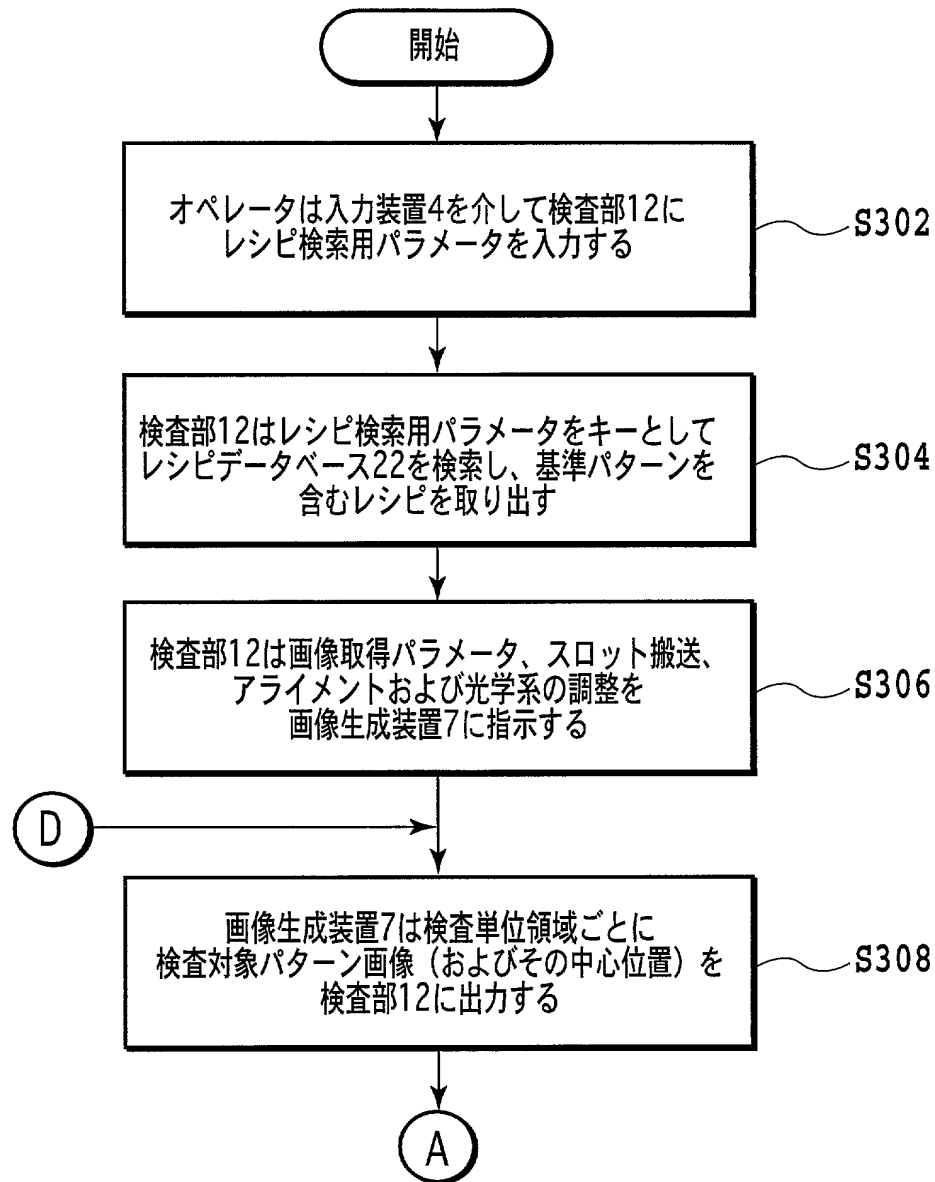 開始
オペレータは入力装置4を介して検査部12に
レシピ検索用パラメータを入力する
S302
検査部12はレシピ検索用パラメータをキーとして
レシピデータベース22を検索し、基準パターンを
含むレシピを取り出す
S304
検査部12は画像取得パラメータ、スロット搬送、
アライメントおよび光学系の調整を
画像生成装置7に指示する
S306
D
画像生成装置7は検査単位領域ごとに
検査対象パターン画像（およびその中心位置）を
検査部12に出力する
S308
A